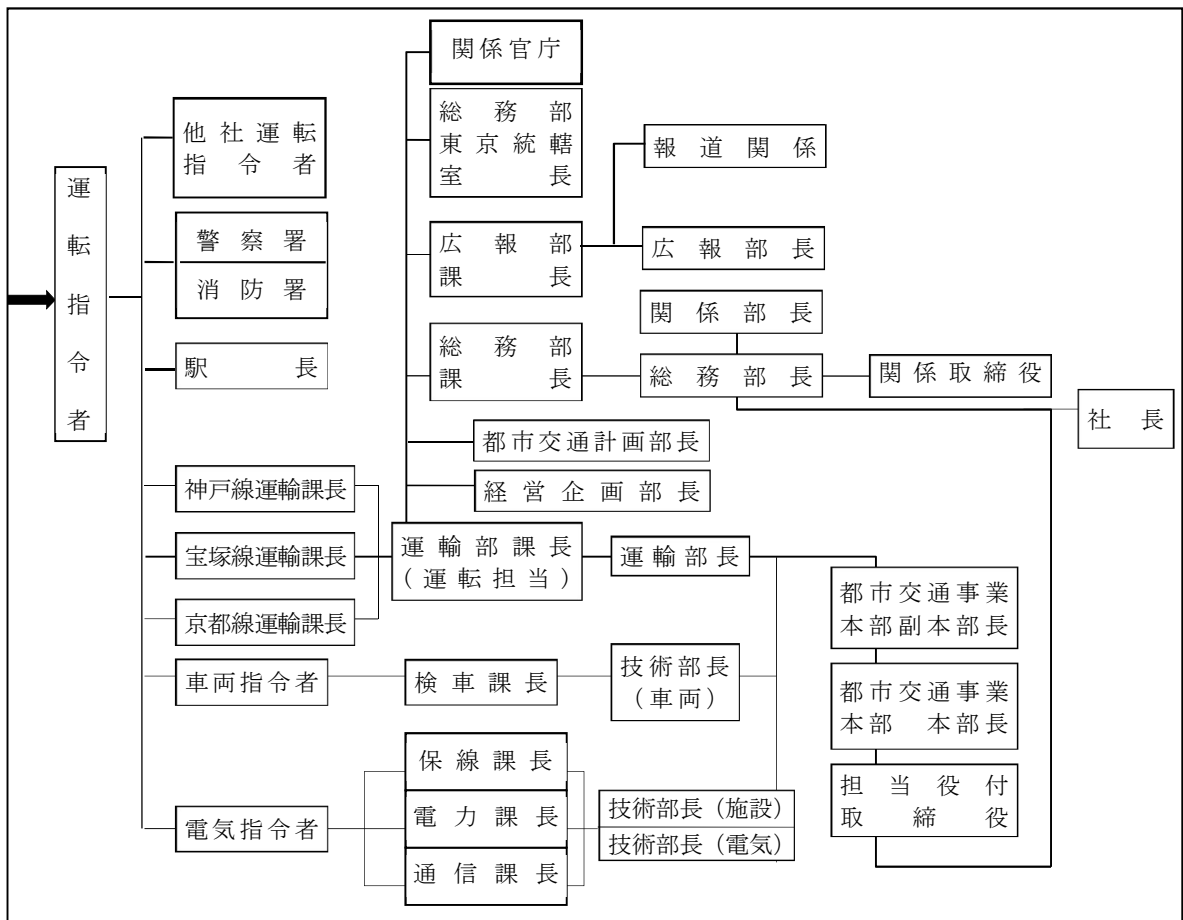 運転指令者
他社運転
指令者
警察署
消防署
駅長
神戸線運輸課長
宝塚線運輸課長
京都線運輸課長
車両指令者
電気指令者
関係官庁
総務部
東京統轄
室長
広報部
課長
総務部
課長
都市交通計画部長
経営企画部長
運輸部課長
（運転担当）
検車課長
保線課長
電力課長
通信課長
報道関係
広報部長
関係部長
総務部長
関係取締役
社長
運輸部長
技術部長
（車両）
技術部長（施設）
技術部長（電気）
都市交通事業
本部副本部長
都市交通事業
本部 本部長
担当役付
取締役